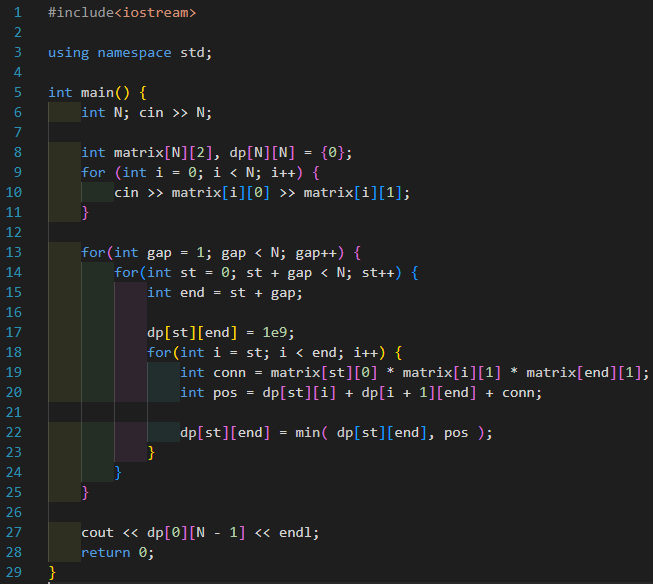 1 #include<iostream>
2
3 using namespace std;
4
5 int main() {
6     int N; cin >> N;
7
8     int matrix[N][2], dp[N][N] = {0};
9     for (int i = 0; i < N; i++) {
10         cin >> matrix[i][0] >> matrix[i][1];
11     }
12
13     for(int gap = 1; gap < N; gap++) {
14         for(int st = 0; st + gap < N; st++) {
15             int end = st + gap;
16
17             dp[st][end] = 1e9;
18             for(int i = st; i < end; i++) {
19                 int conn = matrix[st][0] * matrix[i][1] * matrix[end][1];
20                 int pos = dp[st][i] + dp[i + 1][end] + conn;
21
22                 dp[st][end] = min( dp[st][end], pos );
23             }
24         }
25     }
26
27     cout << dp[0][N - 1] << endl;
28     return 0;
29 }